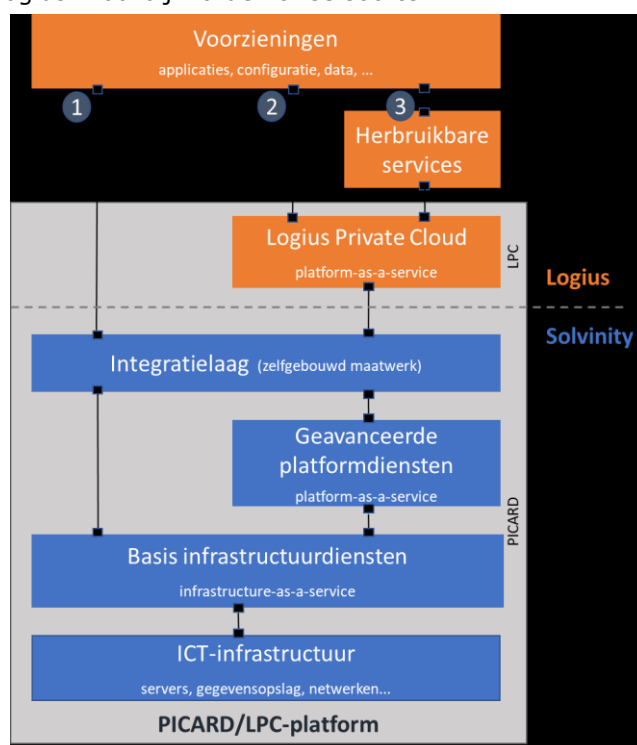 Voorzieningen
applicaties, configuratie, data, ...
1
2
3
Herbruikbare
services
Logius Private Cloud
platform-as-a-service
LPC
Logius
Solvinity
Integratielaag (zelfgebouwd maatwerk)
Geavanceerde
platformdiensten
platform-as-a-service
PICARD
Basis infrastructuurdiensten
infrastructure-as-a-service
ICT-infrastructuur
servers, gegevensopslag, netwerken...
PICARD/LPC-platform